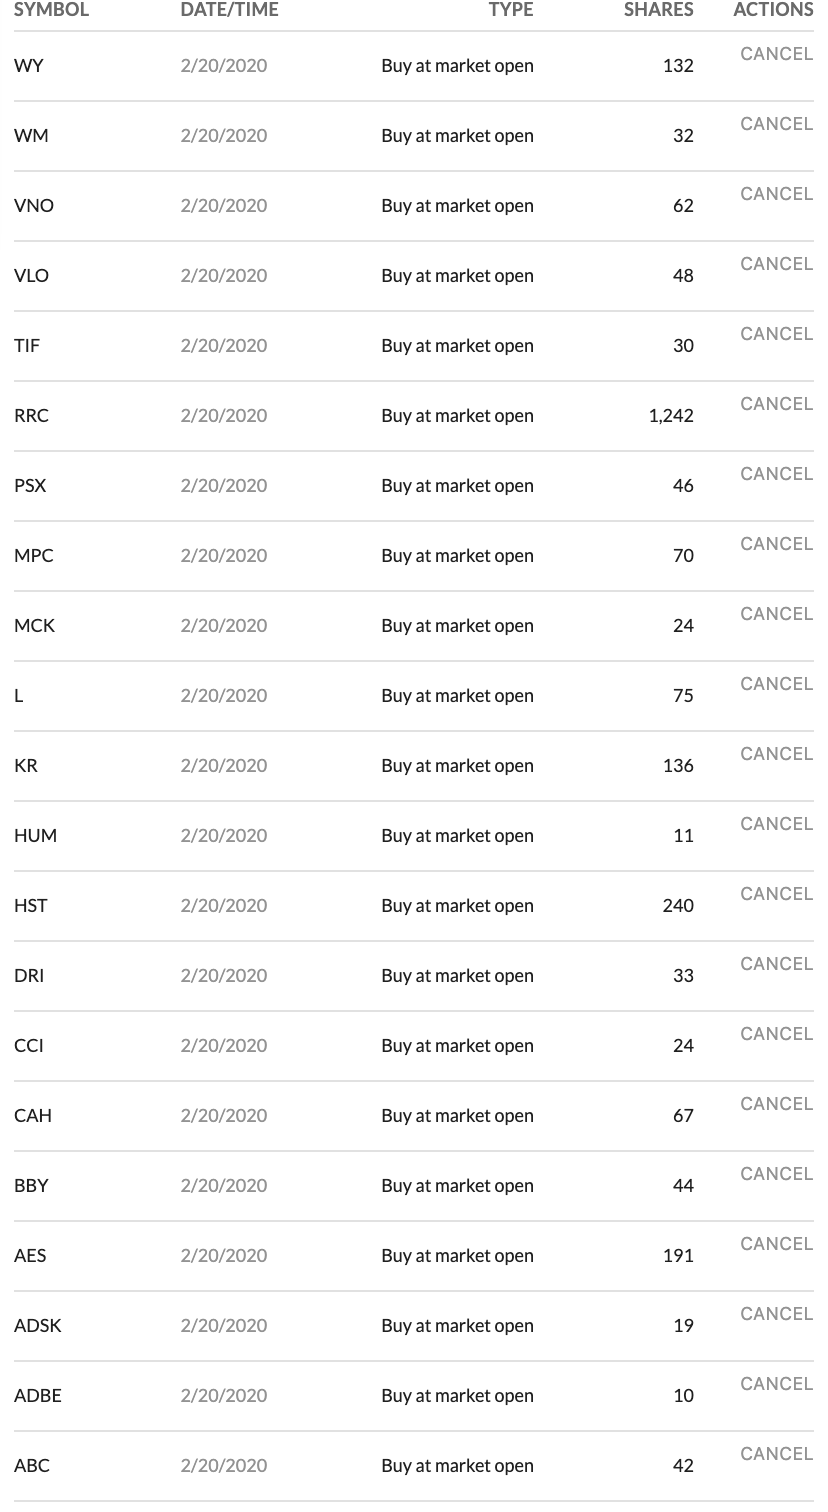 SYMBOL DATE/TIME TYPE SHARES ACTIONS
WY 2/20/2020 Buy at market open 132 CANCEL
WM 2/20/2020 Buy at market open 32 CANCEL
VNO 2/20/2020 Buy at market open 62 CANCEL
VLO 2/20/2020 Buy at market open 48 CANCEL
TIF 2/20/2020 Buy at market open 30 CANCEL
RRC 2/20/2020 Buy at market open 1,242 CANCEL
PSX 2/20/2020 Buy at market open 46 CANCEL
MPC 2/20/2020 Buy at market open 70 CANCEL
MCK 2/20/2020 Buy at market open 24 CANCEL
L 2/20/2020 Buy at market open 75 CANCEL
KR 2/20/2020 Buy at market open 136 CANCEL
HUM 2/20/2020 Buy at market open 11 CANCEL
HST 2/20/2020 Buy at market open 240 CANCEL
DRI 2/20/2020 Buy at market open 33 CANCEL
CCI 2/20/2020 Buy at market open 24 CANCEL
CAH 2/20/2020 Buy at market open 67 CANCEL
BBY 2/20/2020 Buy at market open 44 CANCEL
AES 2/20/2020 Buy at market open 191 CANCEL
ADSK 2/20/2020 Buy at market open 19 CANCEL
ADBE 2/20/2020 Buy at market open 10 CANCEL
ABC 2/20/2020 Buy at market open 42 CANCEL